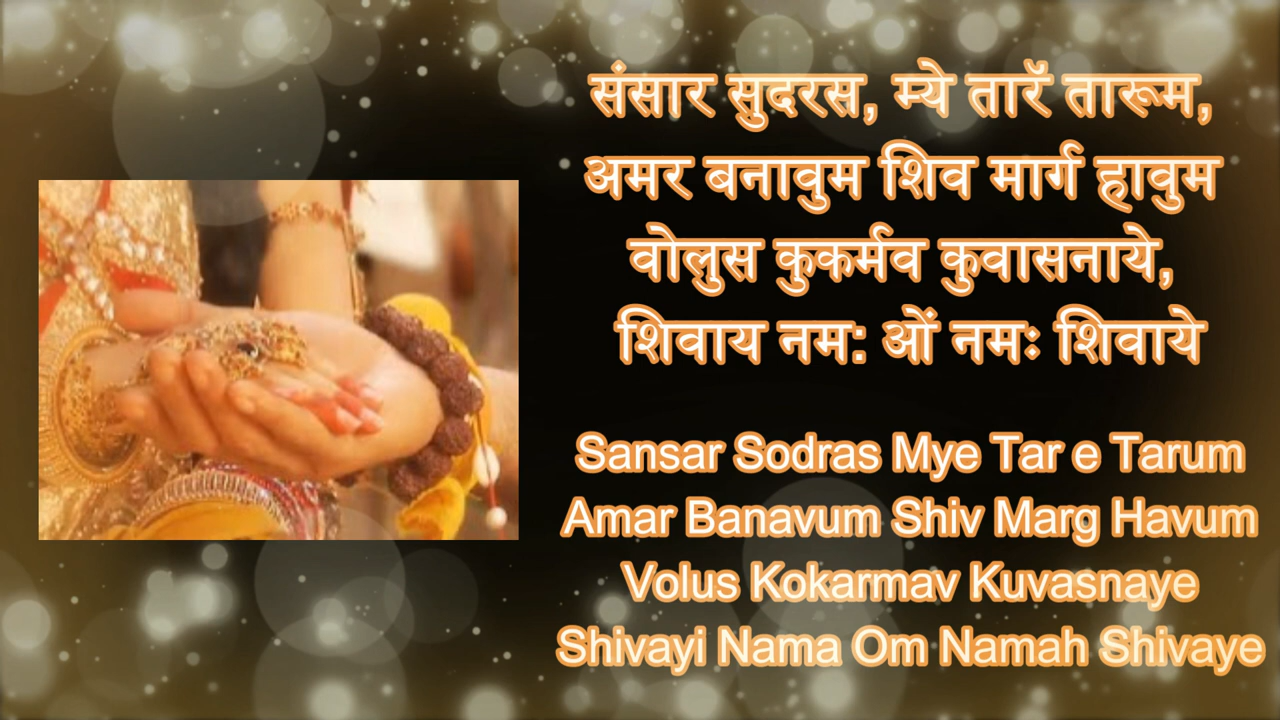 संसार सुदरस, म्ये तारॅ तारूम,
अमर बनावुम शिव मार्ग हावुम
वोलुस कुकर्मव कुवासनाये,
शिवाय नम: ओं नमः शिवाये
Sansar Sodras Mye Tar e Tarum
Amar Banavum Shiv Marg Havum
Volus Kokarmav Kuvasnaye
Shivayi Nama Om Namah Shivaye